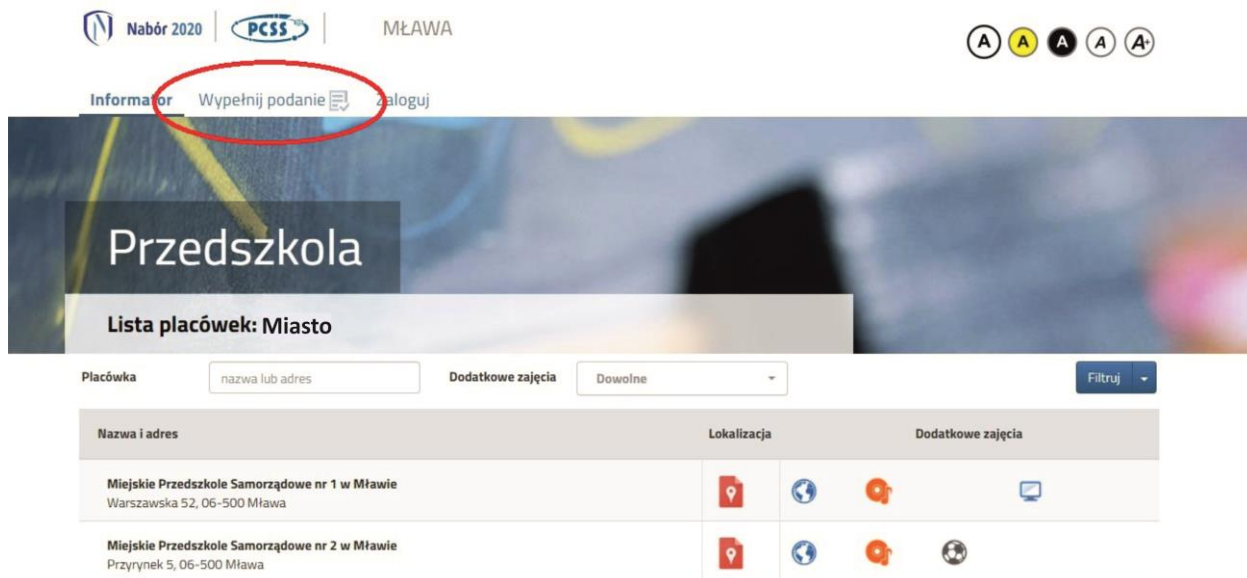 Nabór 2020 PCSS MŁAWA A A A A A+
Informator Wypełnij podanie Zaloguj
Przedszkola
Lista placówek: Miasto
Placówka nazwa lub adres Dodatkowe zajęcia Dowolne Filtruj
Nazwa i adres Lokalizacja Dodatkowe zajęcia
Miejskie Przedszkole Samorządowe nr 1 w Mławie
Warszawska 52, 06-500 Mława
Miejskie Przedszkole Samorządowe nr 2 w Mławie
Przyrynek 5, 06-500 Mława